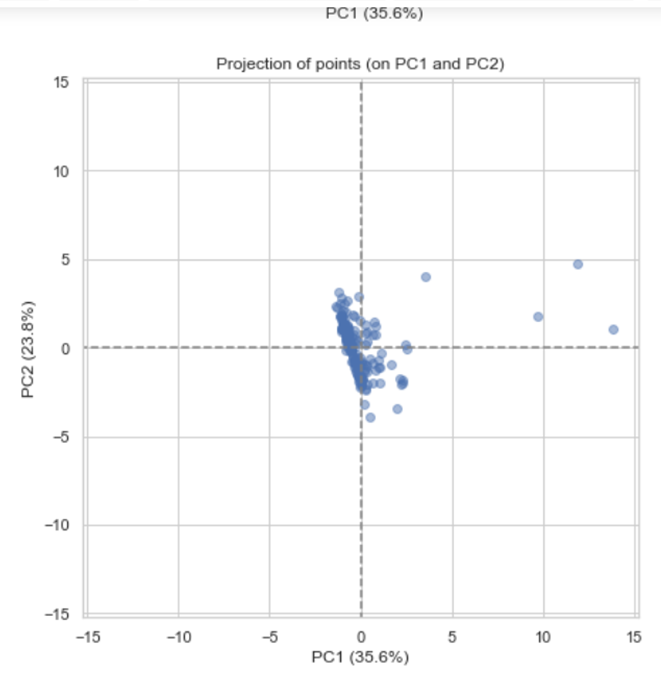 PC1 (35.6%)
Projection of points (on PC1 and PC2)
15
10
5
0
−5
−10
−15
PC2 (23.8%)
−15 −10 −5 0 5 10 15
PC1 (35.6%)